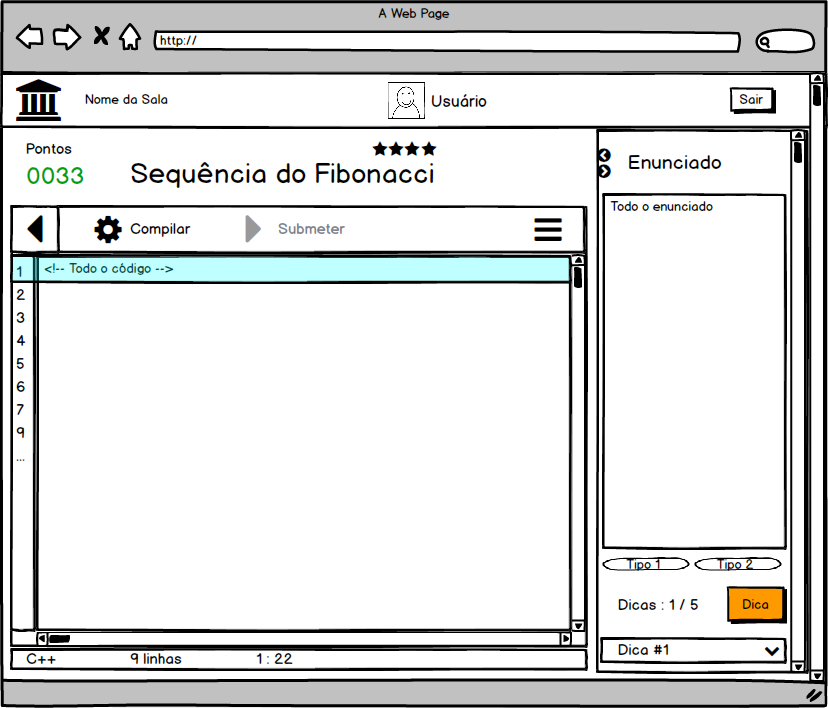 A Web Page
http://
Nome da Sala
Usuário
Sair
Pontos
0033
Sequência do Fibonacci
Compilar
Submeter
1 <!-- Todo o código -->
2
3
4
5
6
7
9
...
C++ 9 linhas 1 : 22
Enunciado
Todo o enunciado
Tipo 1 Tipo 2
Dicas : 1 / 5 Dica
Dica #1